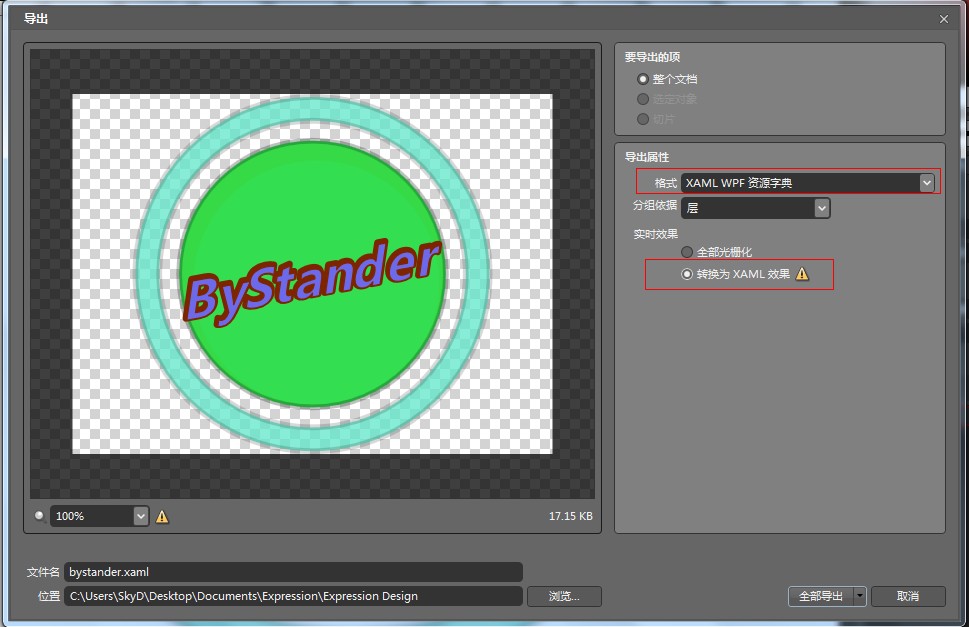 导出
ByStander
100%
17.15 KB
要导出的项
整个文档
选定对象
切片
导出属性
格式 XAML WPF 资源字典
分组依据 层
实时效果
全部光栅化
转换为 XAML 效果
文件名 bystander.xaml
位置 C:\Users\SkyD\Desktop\Documents\Expression\Expression Design
浏览...
全部导出
取消